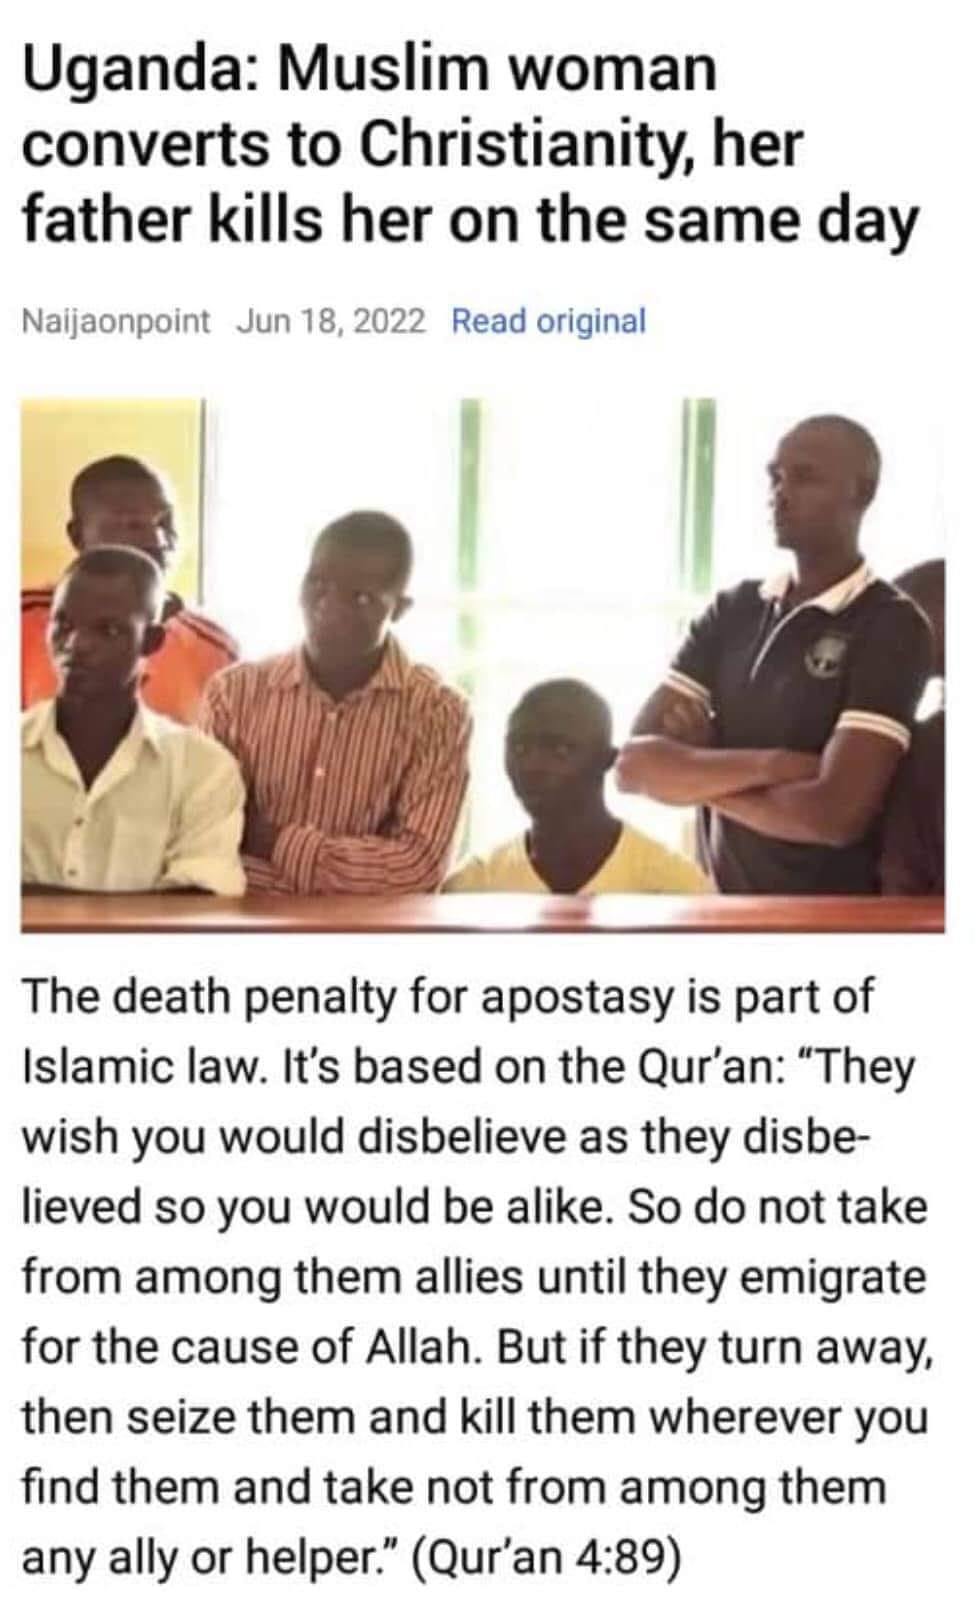 Uganda: Muslim woman
converts to Christianity, her
father kills her on the same day
Naijaonpoint Jun 18, 2022 Read original
The death penalty for apostasy is part of
Islamic law. It's based on the Qur'an: “They
wish you would disbelieve as they disbe-
lieved so you would be alike. So do not take
from among them allies until they emigrate
for the cause of Allah. But if they turn away,
then seize them and kill them wherever you
find them and take not from among them
any ally or helper.” (Qur'an 4:89)